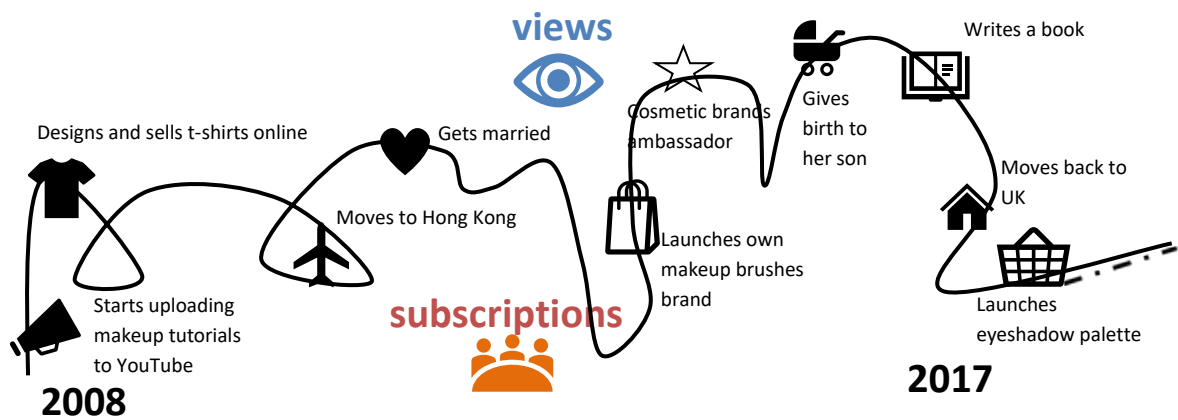 views
Writes a book
Designs and sells t-shirts online
Gets married
Cosmetic brands
ambassador
Gives
birth to
her son
Moves back to
UK
Moves to Hong Kong
Launches own
makeup brushes
brand
Starts uploading
makeup tutorials
to YouTube
subscriptions
Launches
eyeshadow palette
2008
2017